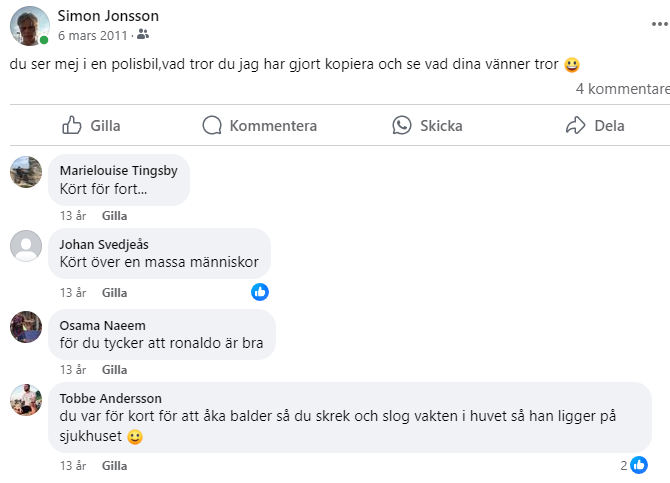 Simon Jonsson
6 mars 2011 ·
du ser mej i en polisbil,vad tror du jag har gjort kopiera och se vad dina vänner tror 😀
4 kommentare
Gilla
Kommentera
Skicka
Dela
Marielouise Tingsby
Kört för fort...
13 år Gilla
Johan Svedjeås
Kört över en massa människor
13 år Gilla
Osama Naeem
för du tycker att ronaldo är bra
13 år Gilla
Tobbe Andersson
du var för kort för att åka balder så du skrek och slog vakten i huvet så han ligger på
sjukhuset 😀
13 år Gilla 2